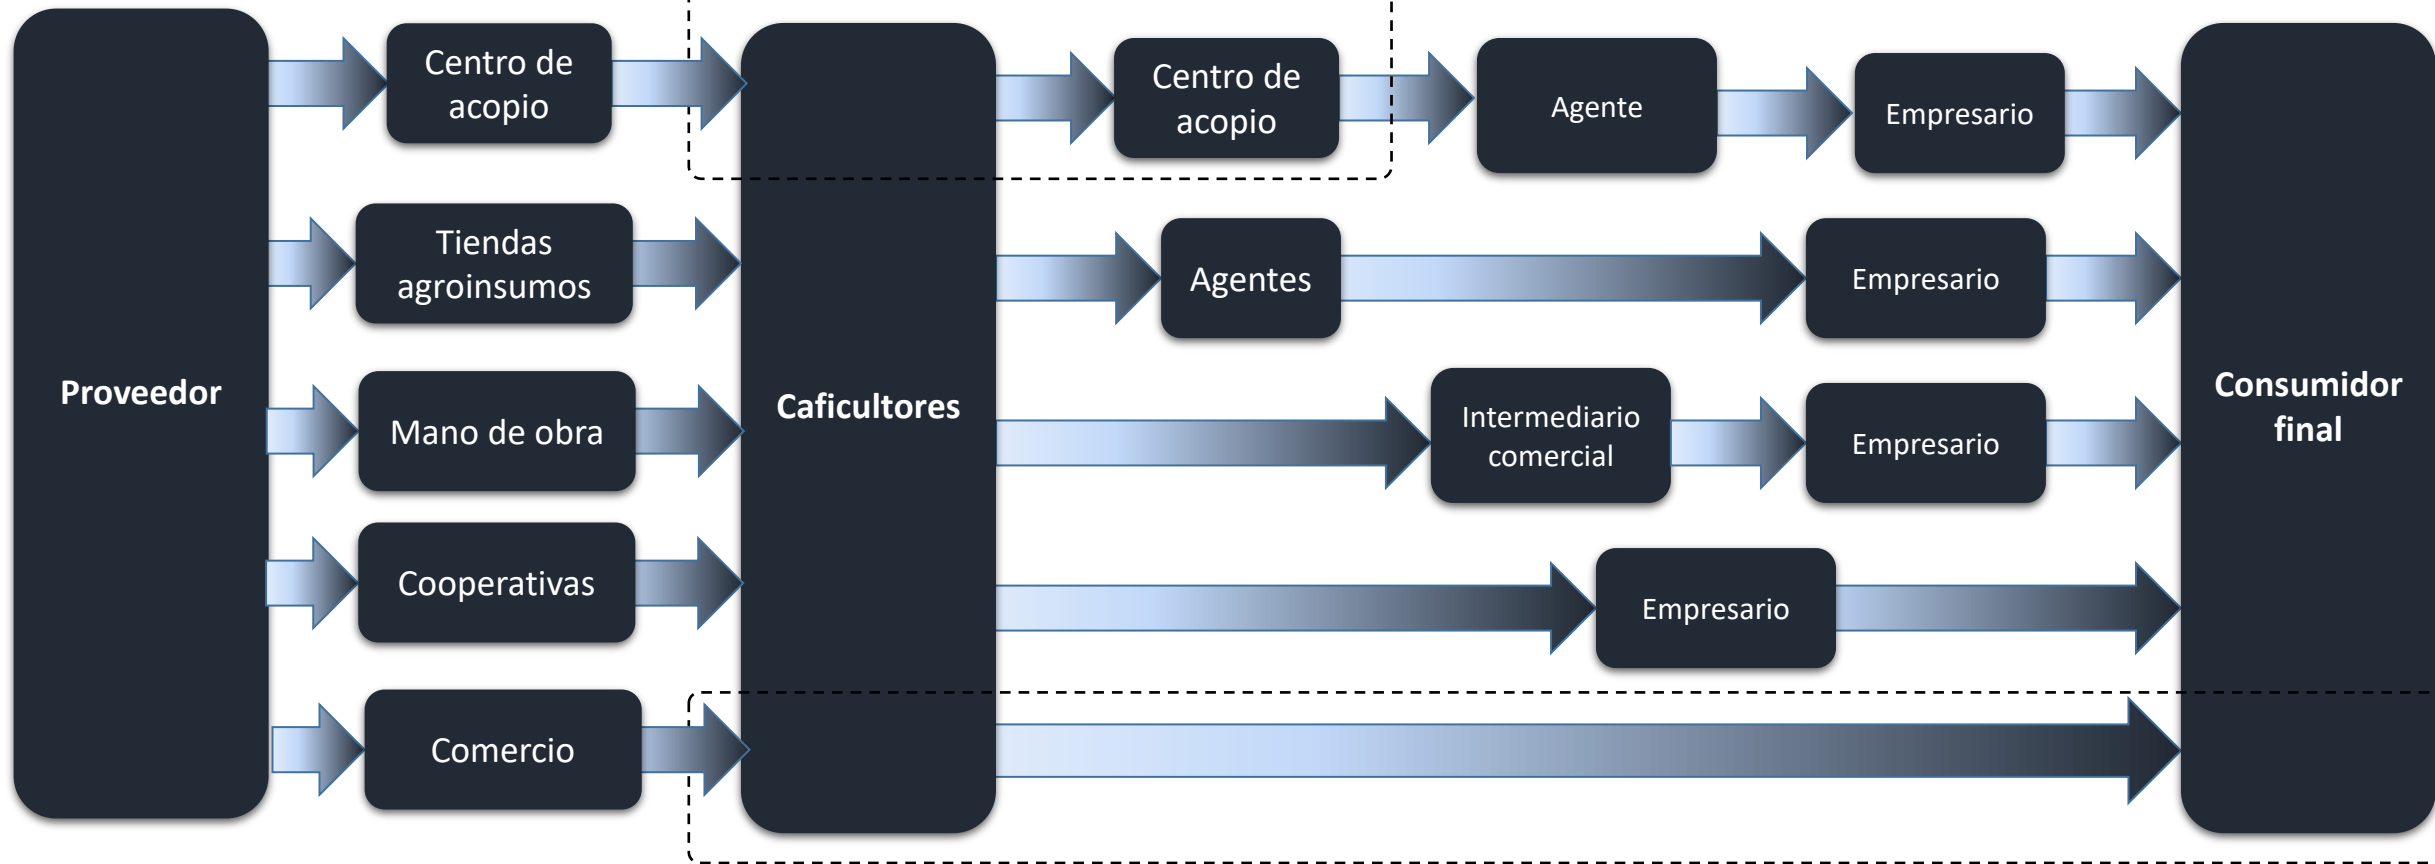 Proveedor
Centro de
acopio
Tiendas
agroinsumos
Mano de obra
Cooperativas
Comercio
Caficultores
Centro de
acopio
Agente
Empresario
Agentes
Empresario
Intermediario
comercial
Empresario
Empresario
Consumidor
final